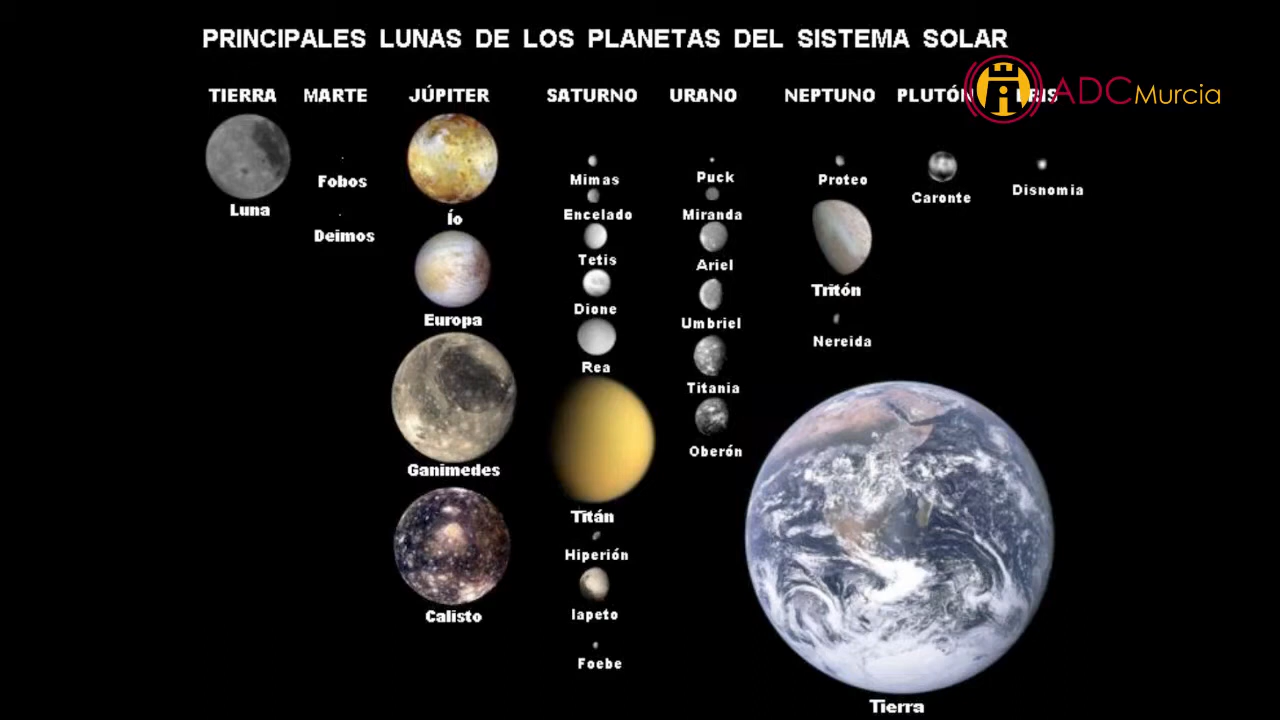 PRINCIPALES LUNAS DE LOS PLANETAS DEL SISTEMA SOLAR
TIERRA MARTE JÚPITER SATURNO URANO NEPTUNO PLUTÓN ERIS
ADCMurcia
Luna
Fobos
Deimos
Ío
Europa
Ganimedes
Calisto
Mimas
Encelado
Tetis
Dione
Rea
Titán
Hiperión
Iapeto
Foebe
Puck
Miranda
Ariel
Umbriel
Titania
Oberón
Proteo
Tritón
Nereida
Caronte
Disnomia
Tierra